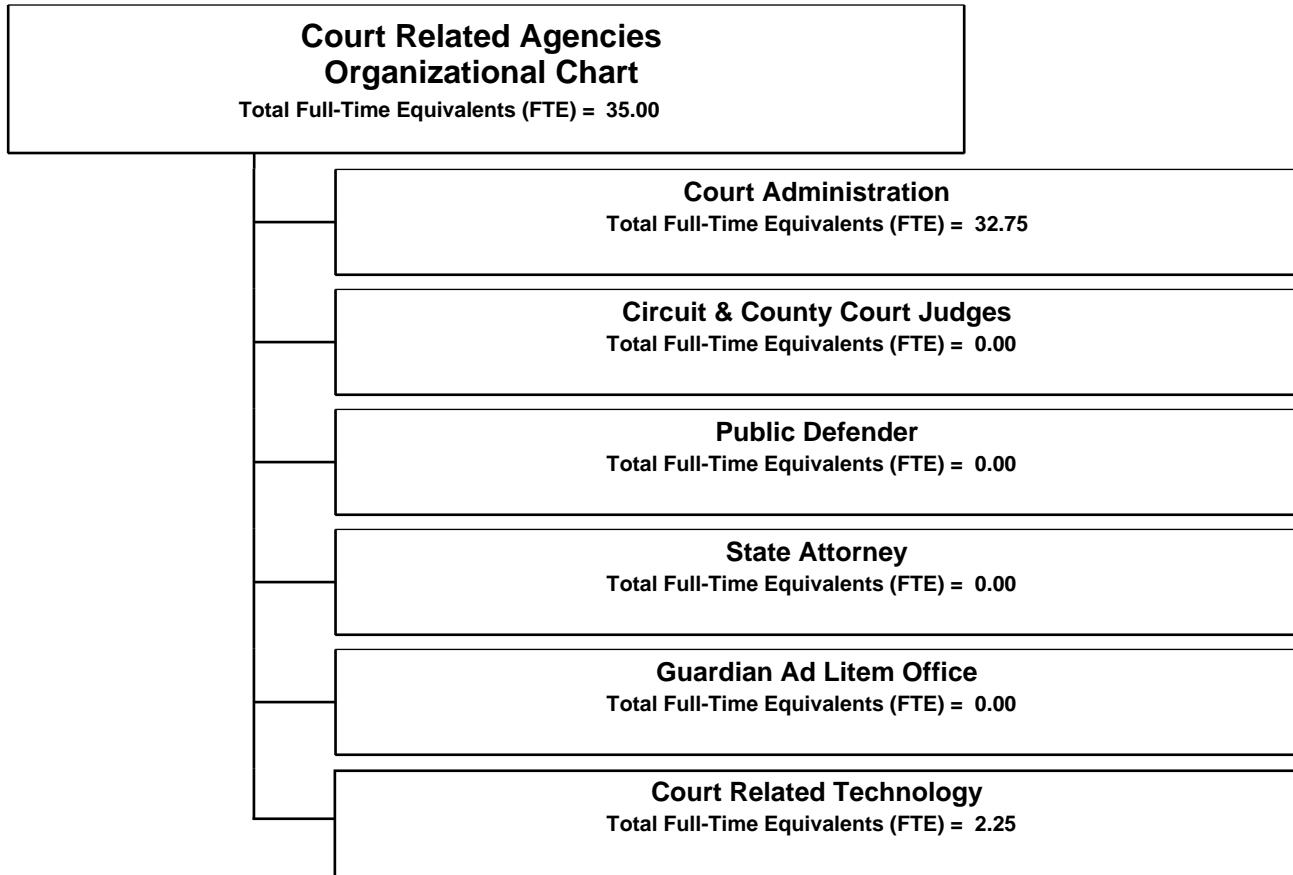 Court Related Agencies
Organizational Chart
Total Full-Time Equivalents (FTE) = 35.00
Court Administration
Total Full-Time Equivalents (FTE) = 32.75
Circuit & County Court Judges
Total Full-Time Equivalents (FTE) = 0.00
Public Defender
Total Full-Time Equivalents (FTE) = 0.00
State Attorney
Total Full-Time Equivalents (FTE) = 0.00
Guardian Ad Litem Office
Total Full-Time Equivalents (FTE) = 0.00
Court Related Technology
Total Full-Time Equivalents (FTE) = 2.25